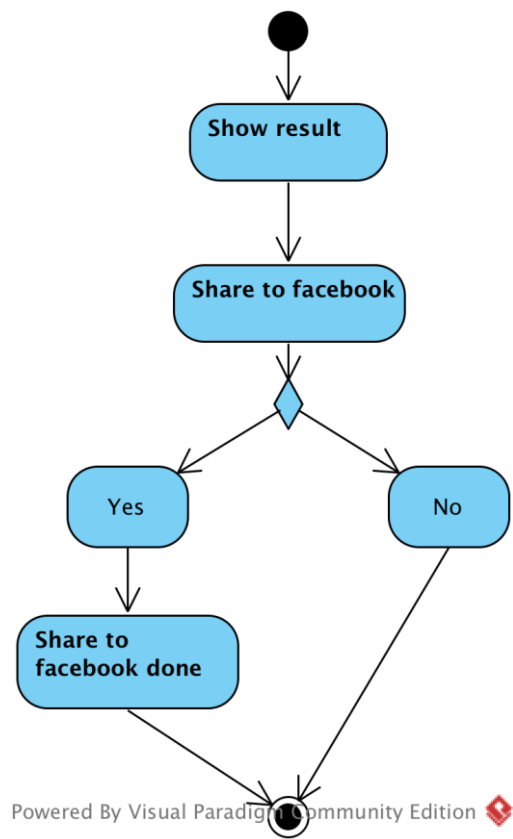 Show result
Share to facebook
Yes
No
Share to
facebook done
Powered By Visual Paradigm Community Edition